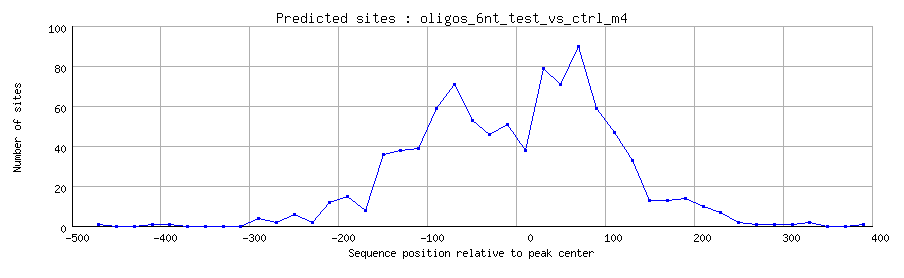 Predicted sites : oligos_6nt_test_vs_ctrl_m4
100
80
60
40
20
0
Number of sites
-500 -400 -300 -200 -100 0 100 200 300 400
Sequence position relative to peak center